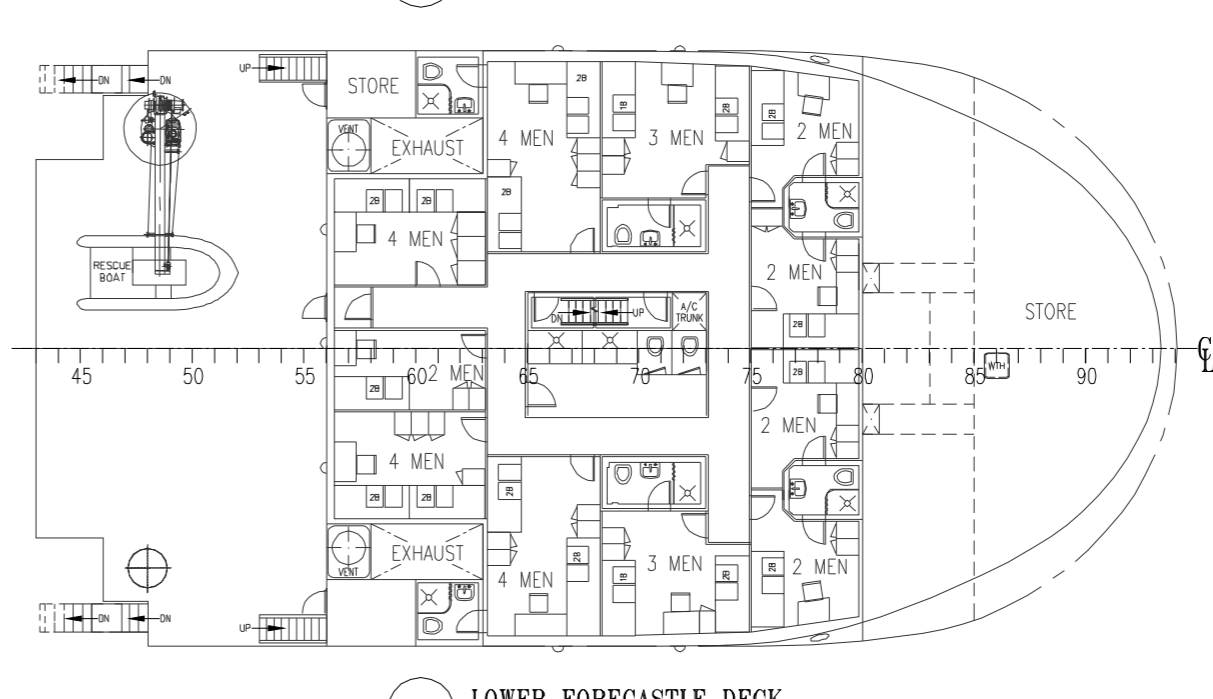 DN
DN
UP
STORE
2B
1B
2B
2B
4 MEN
3 MEN
2 MEN
VENT
EXHAUST
2B
2B
2B
4 MEN
2 MEN
RESCUE
BOAT
DN
UP
A/C
TRUNK
STORE
2B
45
50
55
60
65
70
75
80
85
90
WTH
CL
2 MEN
2B
2B
2 MEN
4 MEN
2B
2B
2B
EXHAUST
VENT
4 MEN
2B
1B
3 MEN
2B
2B
2 MEN
DN
DN
UP
LOWER FORECASTLE DECK